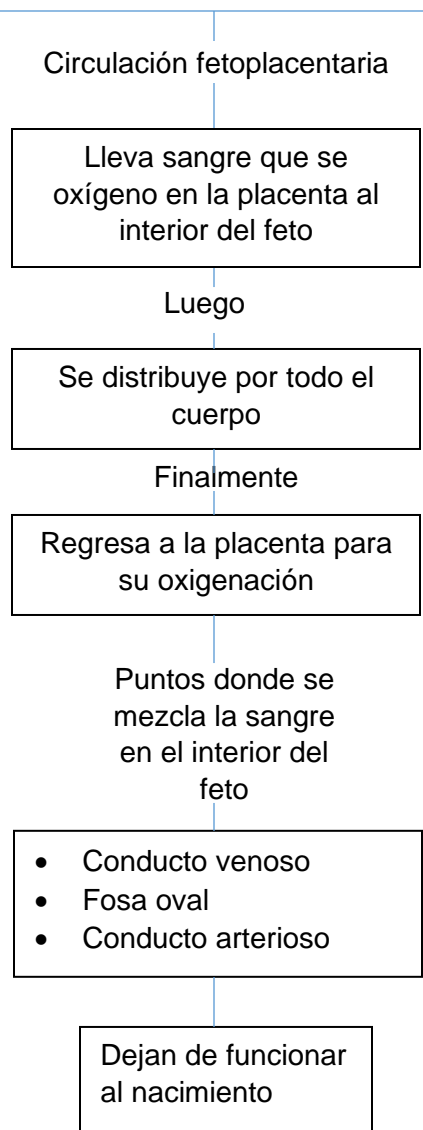 Circulación fetoplacentaria
Lleva sangre que se
oxígeno en la placenta al
interior del feto
Luego
Se distribuye por todo el
cuerpo
Finalmente
Regresa a la placenta para
su oxigenación
Puntos donde se
mezcla la sangre
en el interior del
feto
• Conducto venoso
• Fosa oval
• Conducto arterioso
Dejan de funcionar
al nacimiento